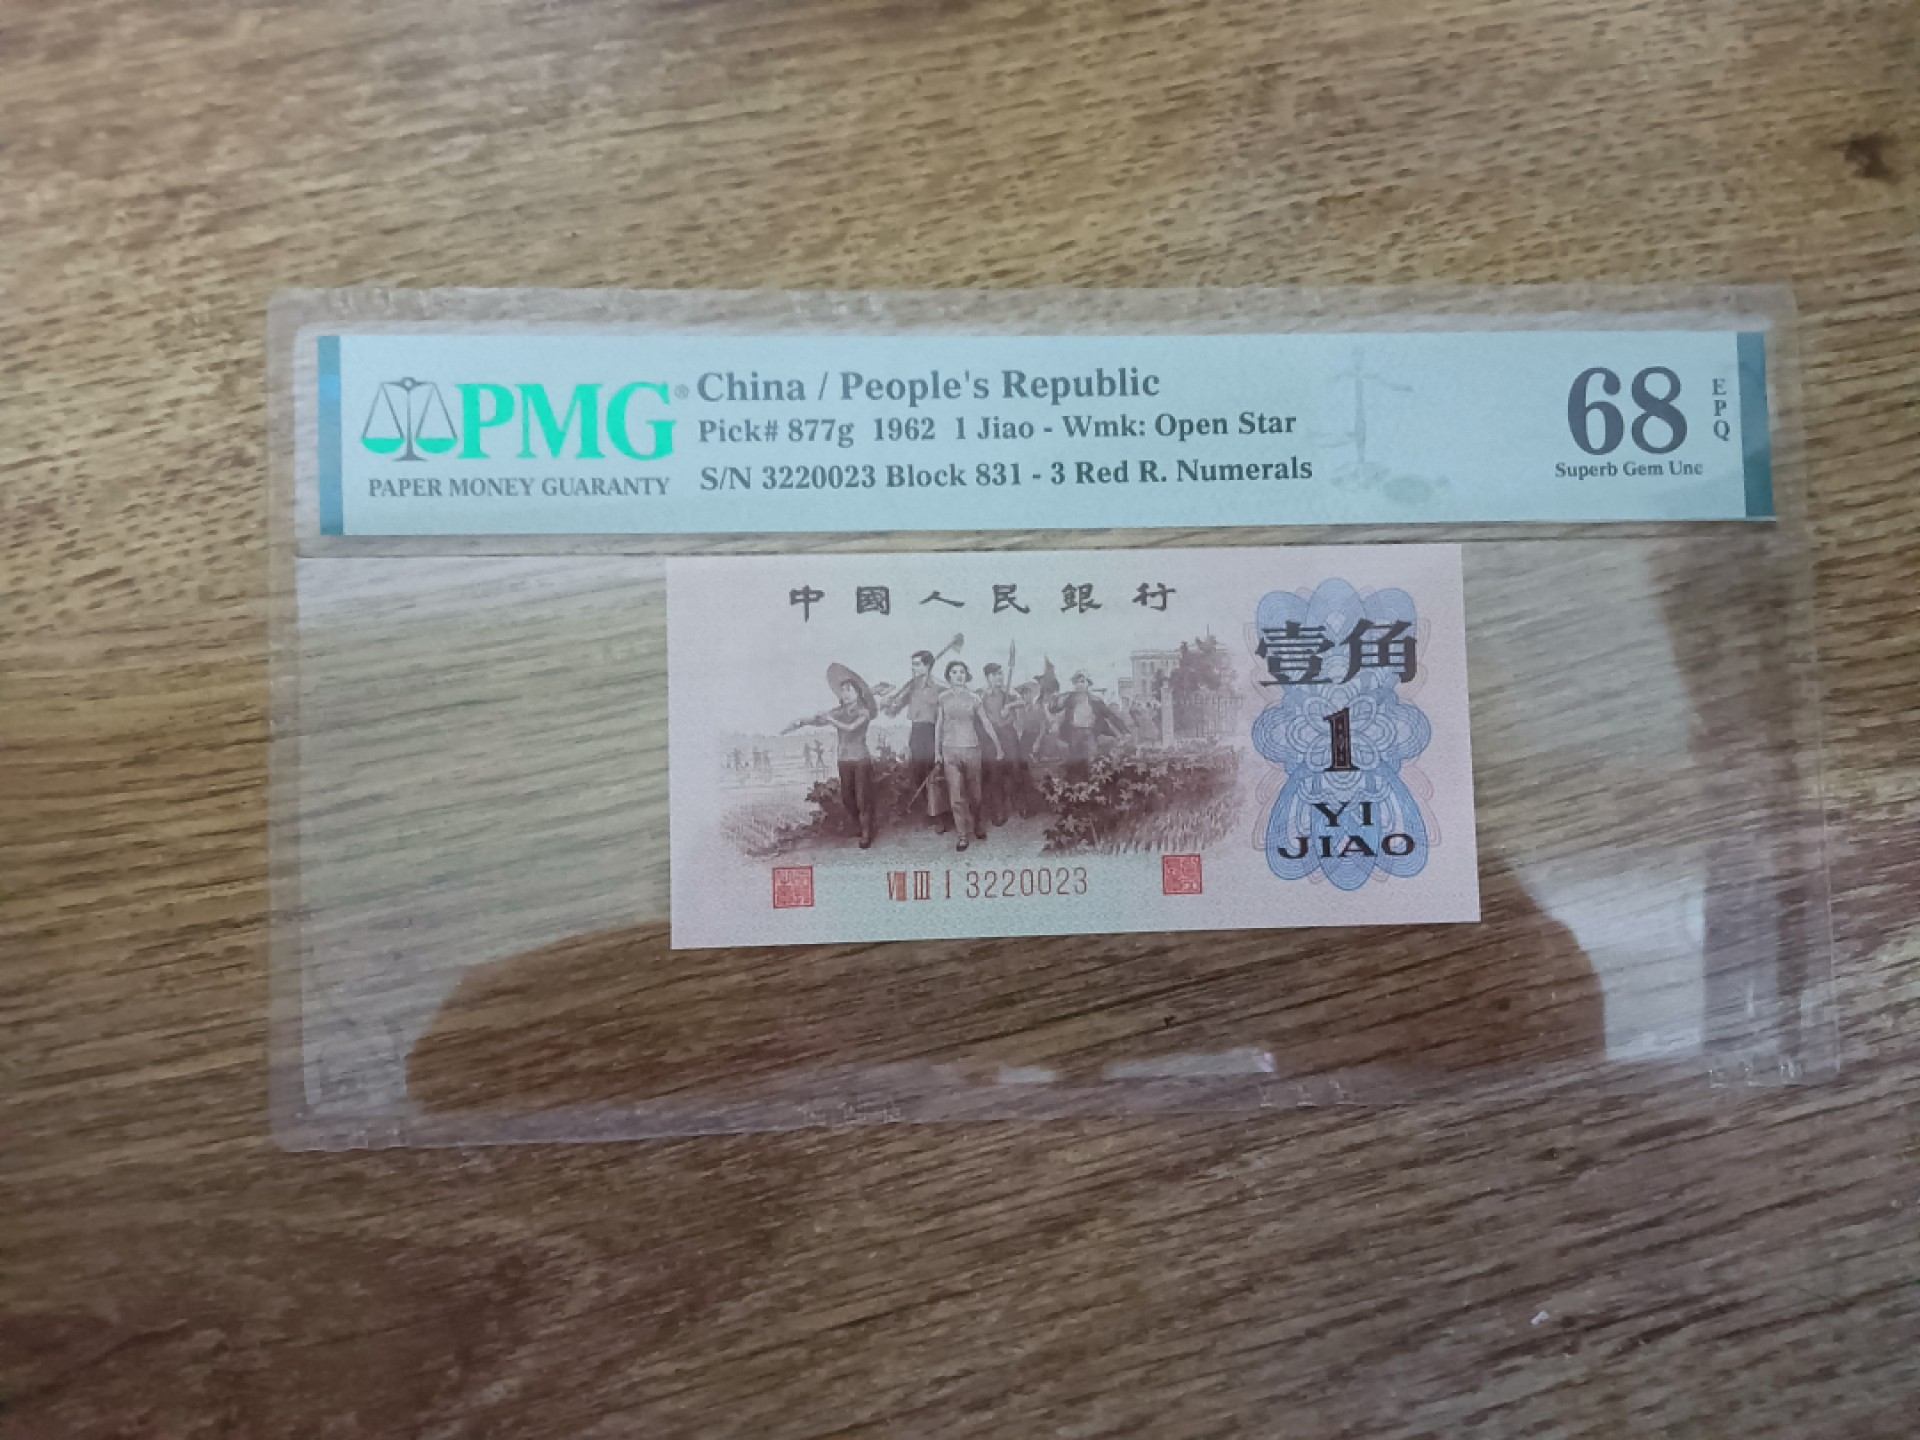 PMG®
PAPER MONEY GUARANTY
China / People's Republic
Pick# 877g 1962 1 Jiao - Wmk: Open Star
S/N 3220023 Block 831 - 3 Red R. Numerals
68
EPQ
Superb Gem Unc
中國人民銀行
壹角
1
YI
JIAO
VIII III I 3220023